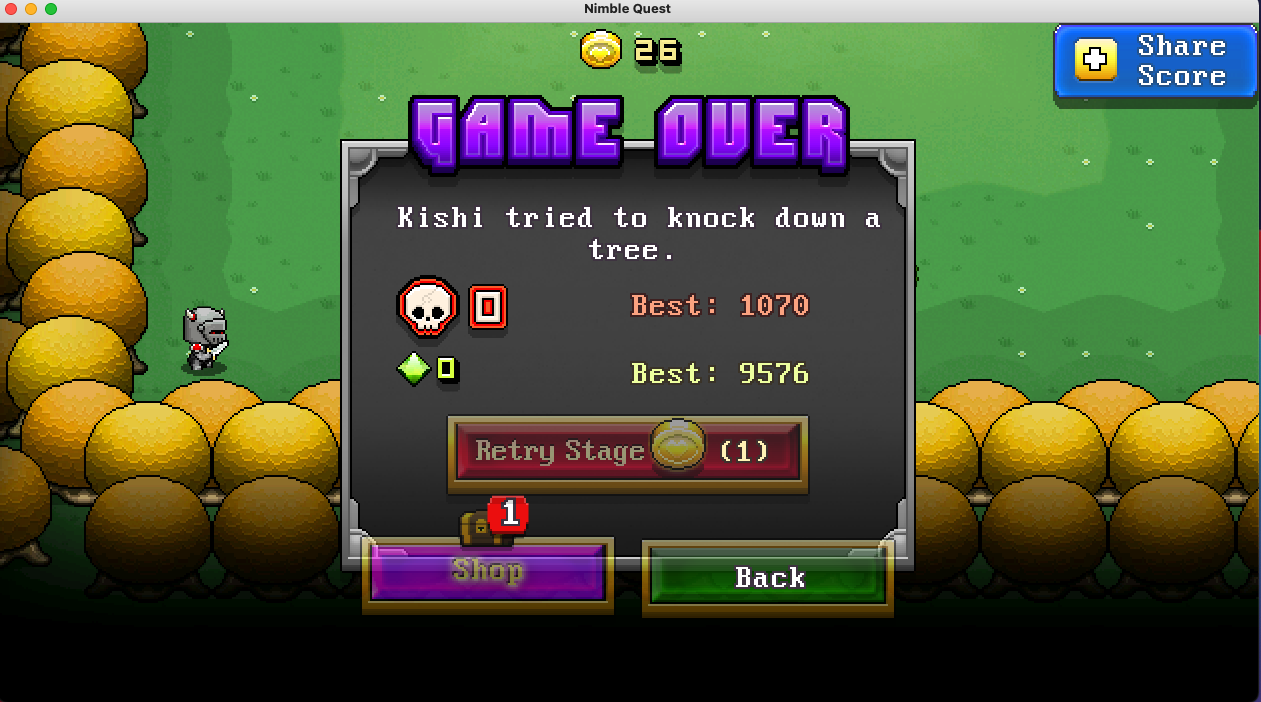 Nimble Quest
26
Share
Score
GAME OVER
Kishi tried to knock down a
tree.
0 Best: 1070
0 Best: 9576
Retry Stage (1)
1
Shop
Back